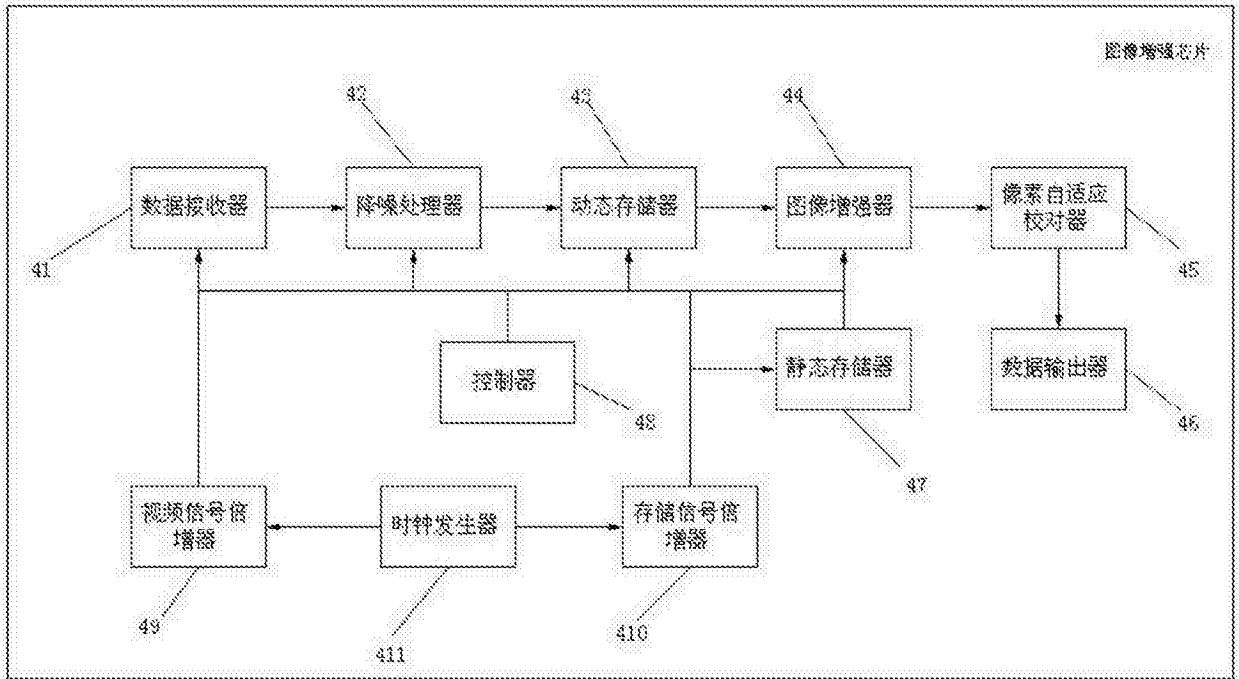 图像增强芯片
42
43
44
数据接收器
降噪处理器
动态存储器
图像增强器
像素自适应
校对器
41
45
控制器
静态存储器
数据输出器
48
46
47
视频信号倍
增器
时钟发生器
存储信号倍
增器
49
411
410